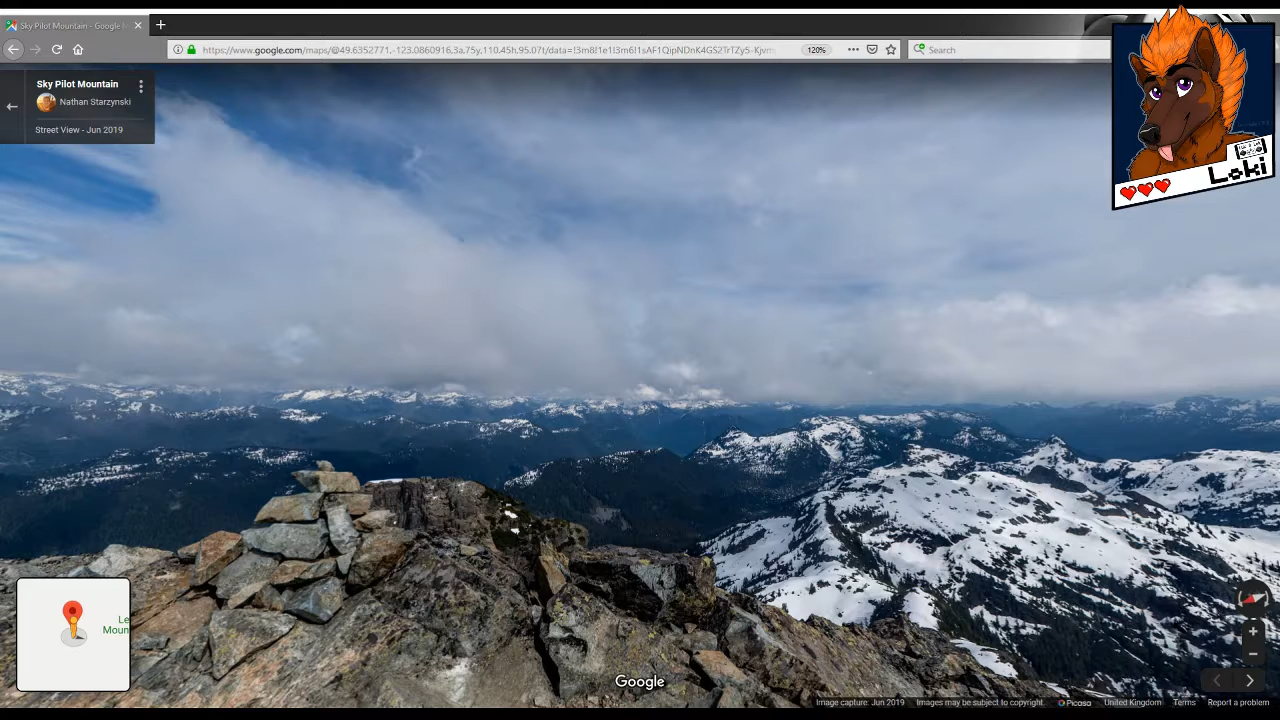 Sky Pilot Mountain - Google M
https://www.google.com/maps/@49.6352771,-123.0860916,3a,75y,110.45h,95.07t/data=!3m8!1e1!3m6!1sAF1QipNDnK4GS2TrTZy5-Kjvm
120%
Search
Sky Pilot Mountain
Nathan Starzynski
Street View - Jun 2019
Loki
Le
Moun
Google
Image capture: Jun 2019 Images may be subject to copyright. Picasa United Kingdom Terms Report a problem